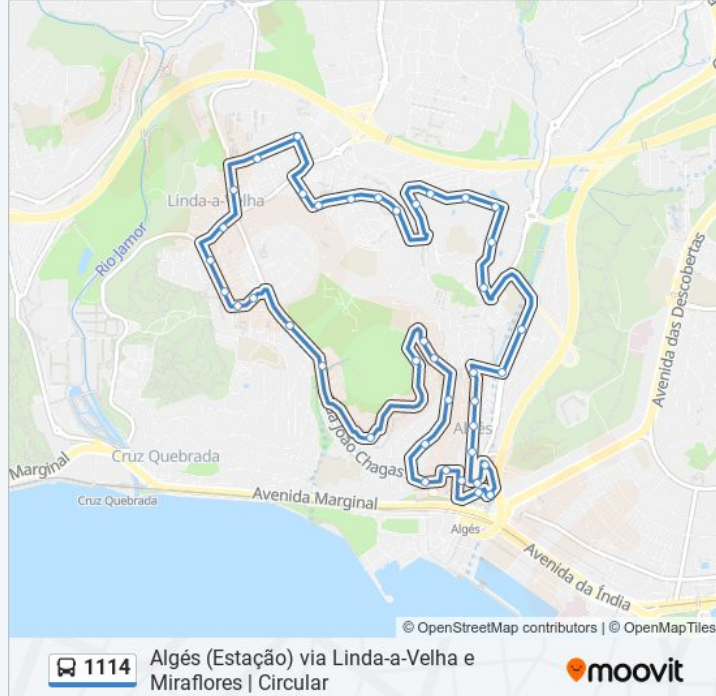 Linda-a-Velha
Rio Jamor
Avenida das Descobertas
Algés
João Chagas
Cruz Quebrada
Marginal
Cruz Quebrada
Avenida Marginal
Algés
Avenida da Índia
© OpenStreetMap contributors | © OpenMapTiles
1114
Algés (Estação) via Linda-a-Velha e
Miraflores | Circular
moovit